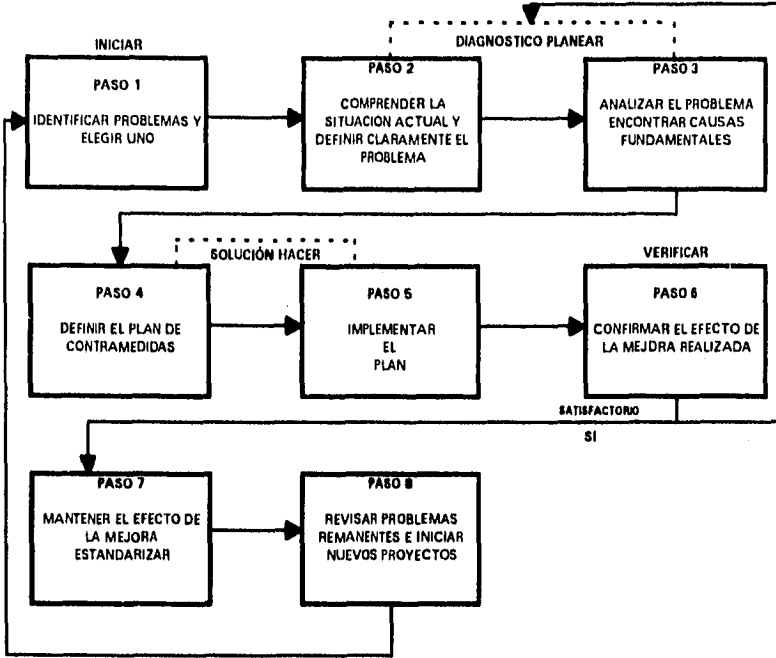 INICIAR
PASO 1
IDENTIFICAR PROBLEMAS Y
ELEGIR UNO
DIAGNOSTICO PLANEAR
PASO 2
COMPRENDER LA
SITUACIÓN ACTUAL Y
DEFINIR CLARAMENTE EL
PROBLEMA
PASO 3
ANALIZAR EL PROBLEMA
ENCONTRAR CAUSAS
FUNDAMENTALES
SOLUCIÓN HACER
PASO 4
DEFINIR EL PLAN DE
CONTRAMEDIDAS
PASO 5
IMPLEMENTAR
EL
PLAN
VERIFICAR
PASO 6
CONFIRMAR EL EFECTO DE
LA MEJORA REALIZADA
SATISFACTORIO
SI
PASO 7
MANTENER EL EFECTO DE
LA MEJORA
ESTANDARIZAR
PASO 8
REVISAR PROBLEMAS
REMANENTES E INICIAR
NUEVOS PROYECTOS